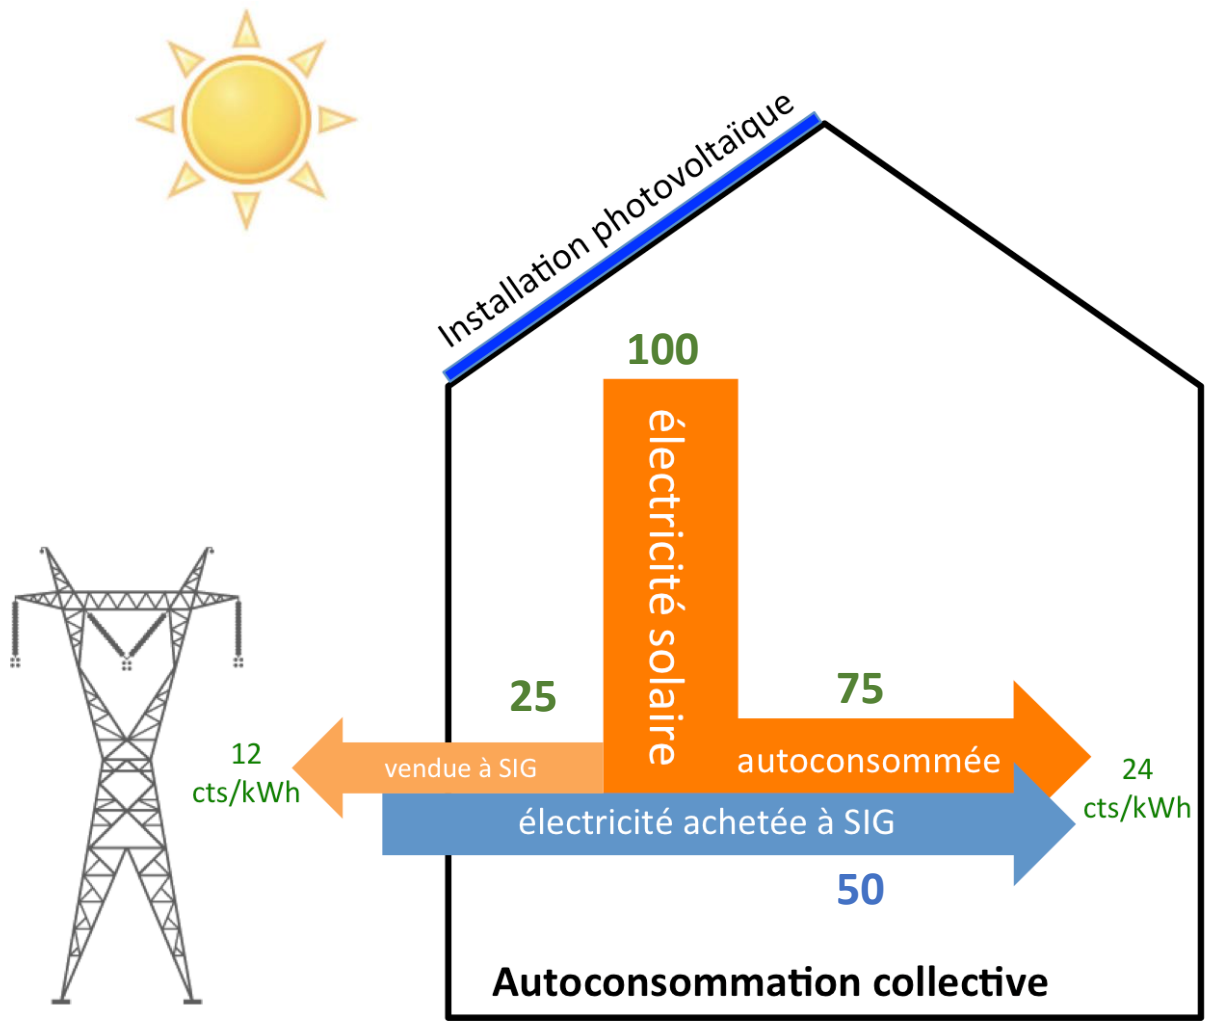 Installation photovoltaïque
100
électricité solaire
25
75
12
cts/kWh
vendue à SIG
autoconsommée
24
cts/kWh
électricité achetée à SIG
50
Autoconsommation collective